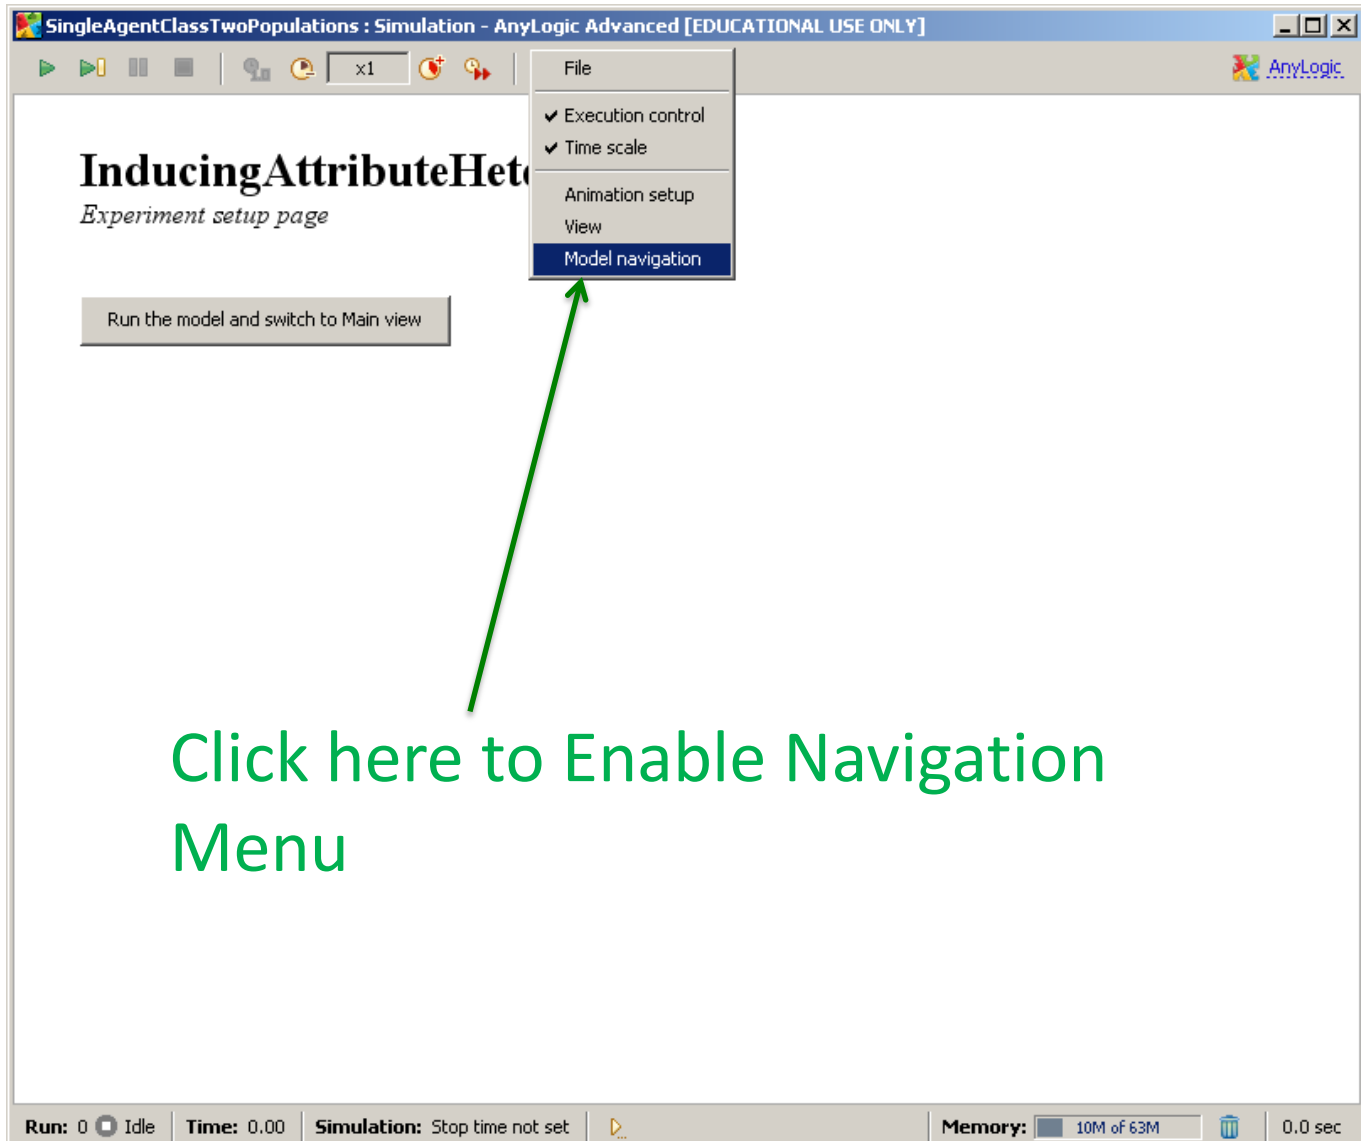 SingleAgentClassTwoPopulations : Simulation - AnyLogic Advanced [EDUCATIONAL USE ONLY]
x1
File
AnyLogic
Execution control
Time scale
InducingAttributeHet
Animation setup
Experiment setup page
View
Model navigation
Run the model and switch to Main view
Click here to Enable Navigation
Menu
Run: 0 Idle Time: 0.00 Simulation: Stop time not set Memory: 10M of 63M 0.0 sec